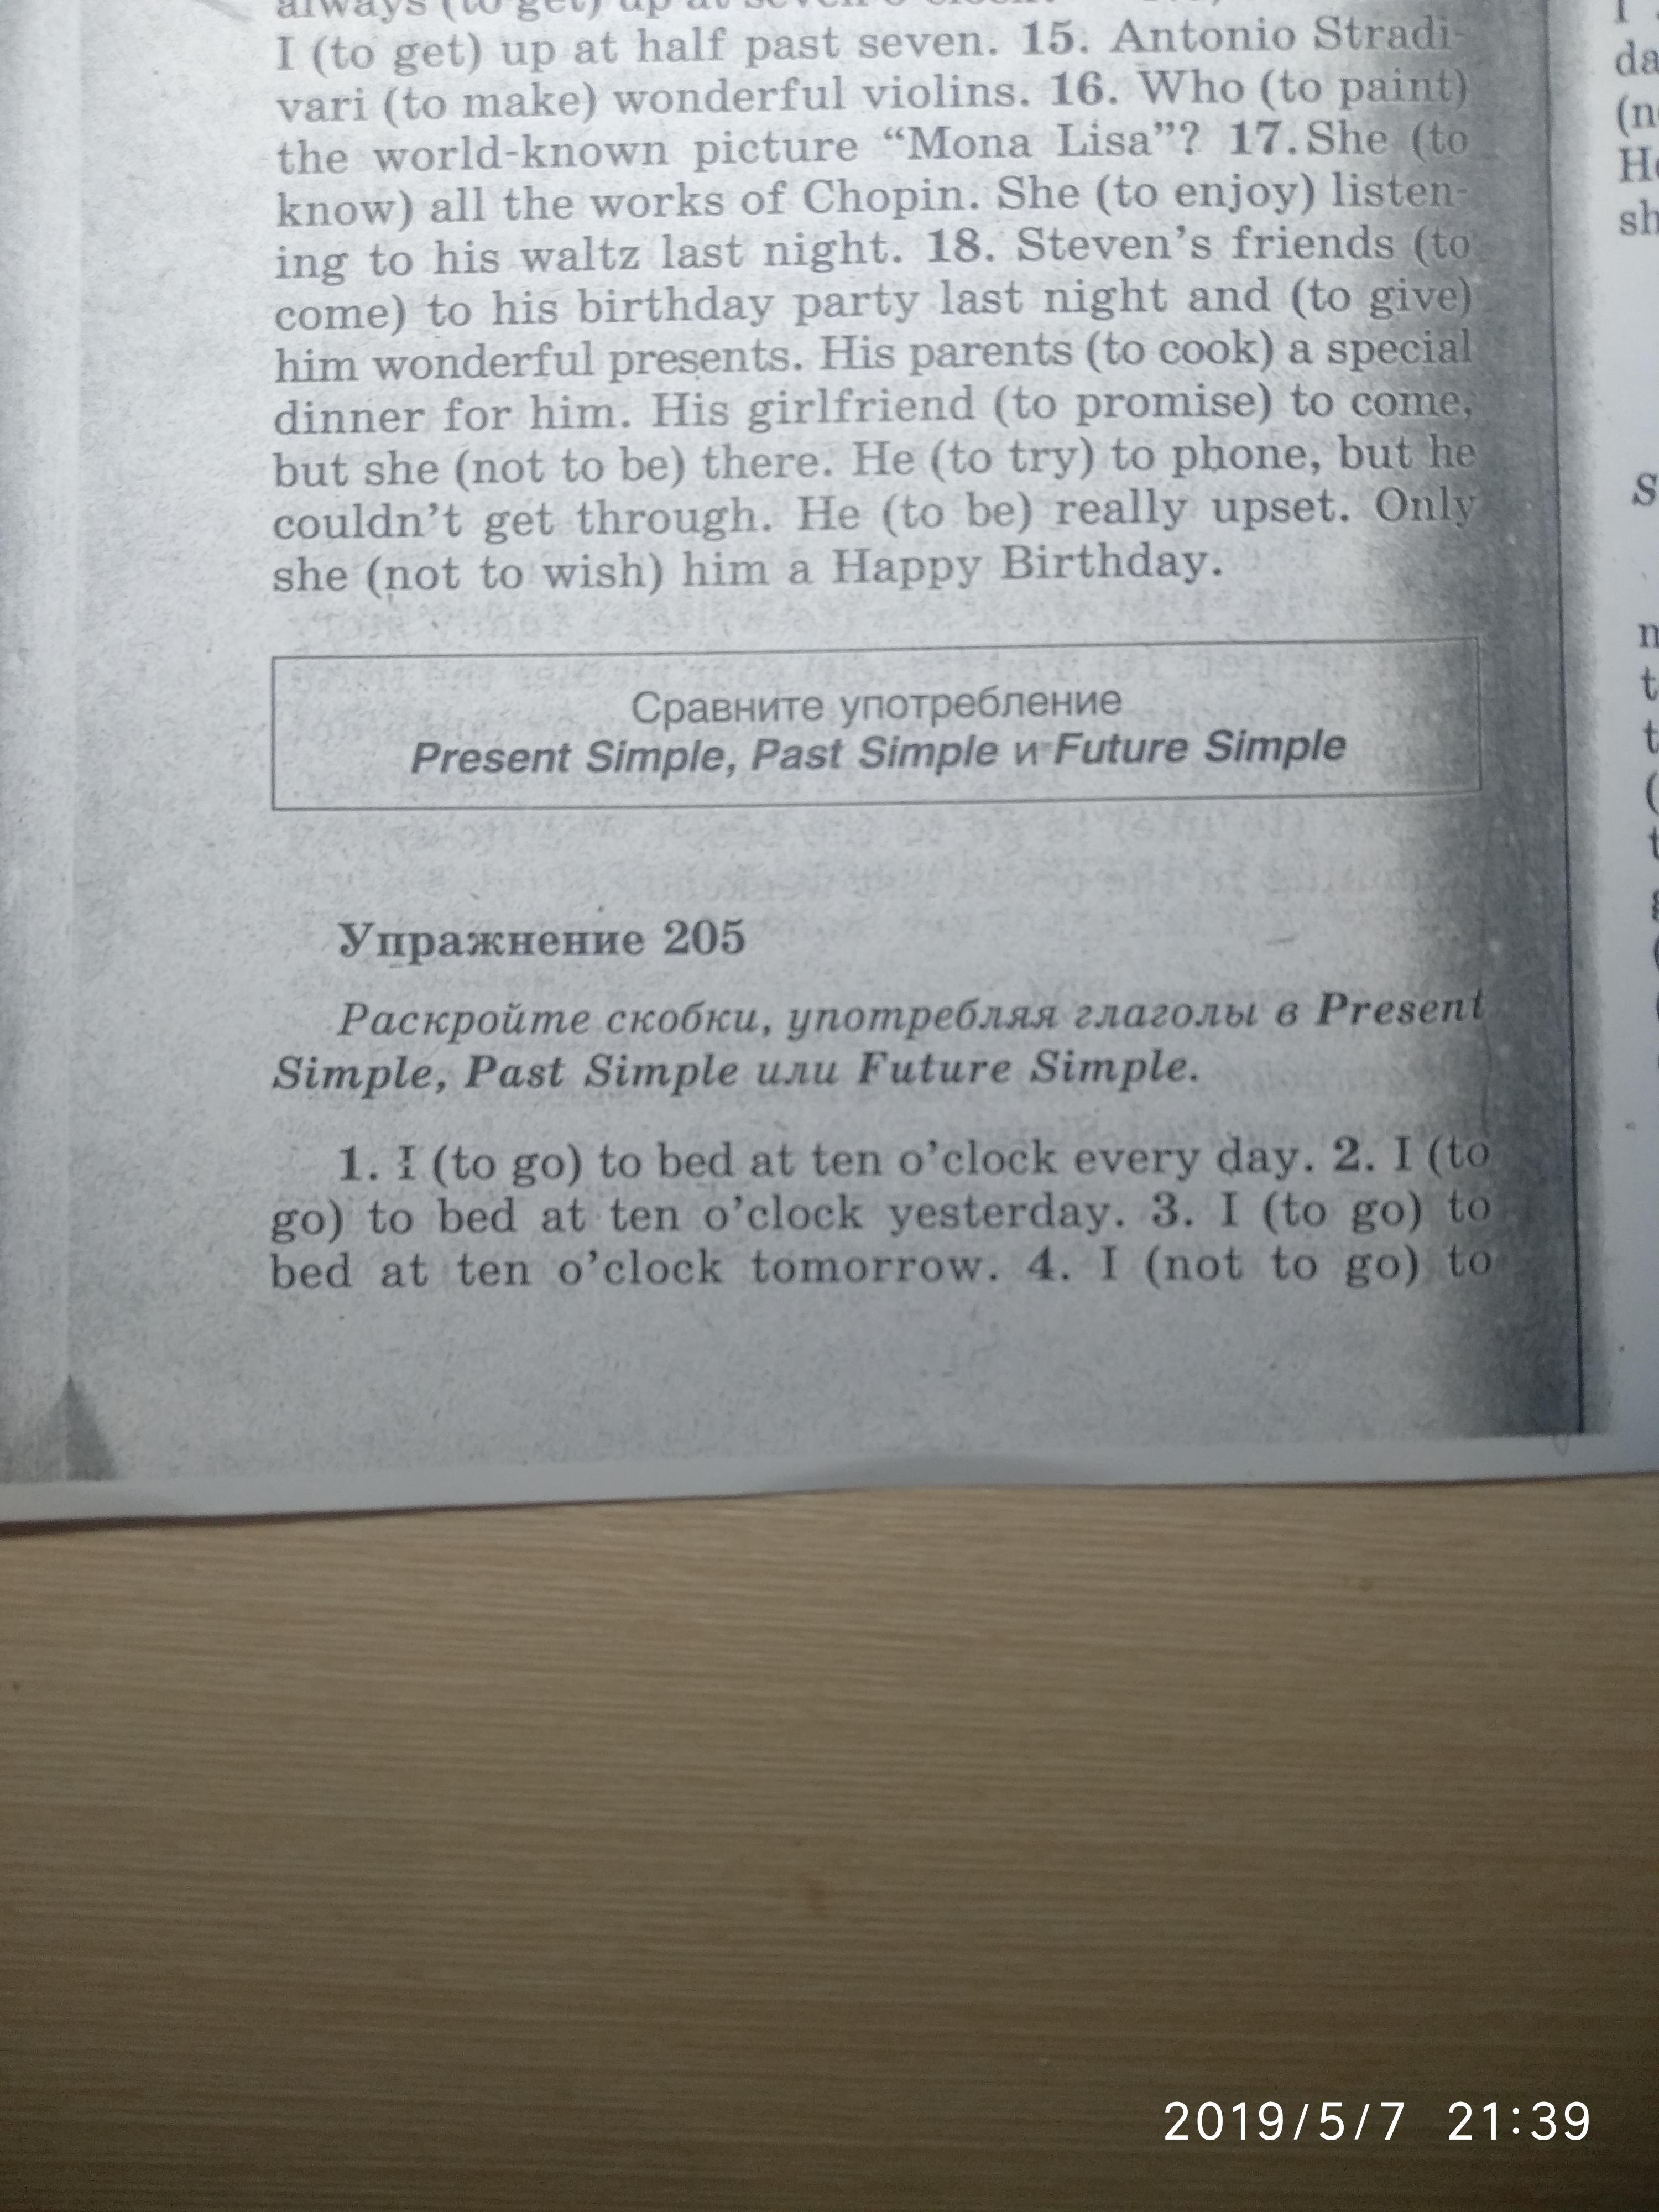 always (to get) up at seven o'clock.
I (to get) up at half past seven. 15. Antonio Stradi-
vari (to make) wonderful violins. 16. Who (to paint)
the world-known picture “Mona Lisa”? 17. She (to
know) all the works of Chopin. She (to enjoy) listen-
ing to his waltz last night. 18. Steven’s friends (to
come) to his birthday party last night and (to give)
him wonderful presents. His parents (to cook) a special
dinner for him. His girlfriend (to promise) to come,
but she (not to be) there. He (to try) to phone, but he
couldn’t get through. He (to be) really upset. Only
she (not to wish) him a Happy Birthday.
Сравните употребление
Present Simple, Past Simple и Future Simple
Упражнение 205
Раскройте скобки, употребляя глаголы в Present
Simple, Past Simple или Future Simple.
1. I (to go) to bed at ten o’clock every day. 2. I (to
go) to bed at ten o’clock yesterday. 3. I (to go) to
bed at ten o’clock tomorrow. 4. I (not to go) to
2019/5/7 21:39